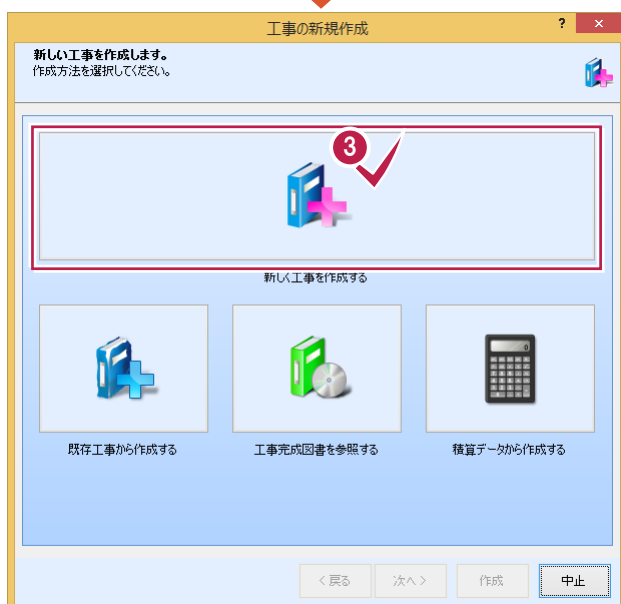 工事の新規作成
? ×
新しい工事を作成します。
作成方法を選択してください。
3
新しく工事を作成する
0
既存工事から作成する
工事完成図書を参照する
積算データから作成する
<戻る 次へ> 作成 中止